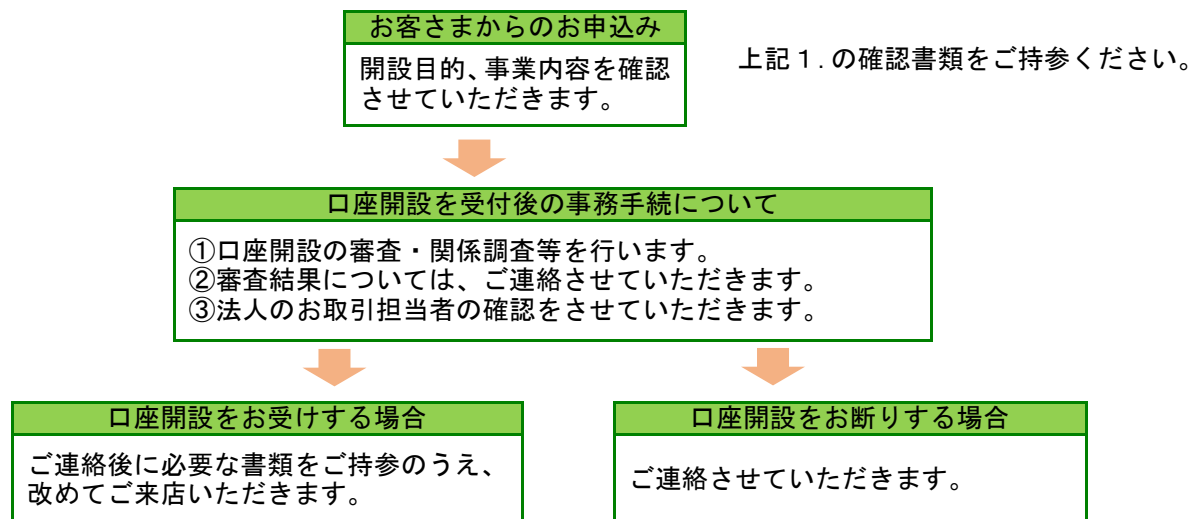 お客さまからのお申込み
開設目的、事業内容を確認
させていただきます。
上記１.の確認書類をご持参ください。
口座開設を受付後の事務手続について
①口座開設の審査・関係調査等を行います。
②審査結果については、ご連絡させていただきます。
③法人のお取引担当者の確認をさせていただきます。
口座開設をお受けする場合
ご連絡後に必要な書類をご持参のうえ、
改めてご来店いただきます。
口座開設をお断りする場合
ご連絡させていただきます。